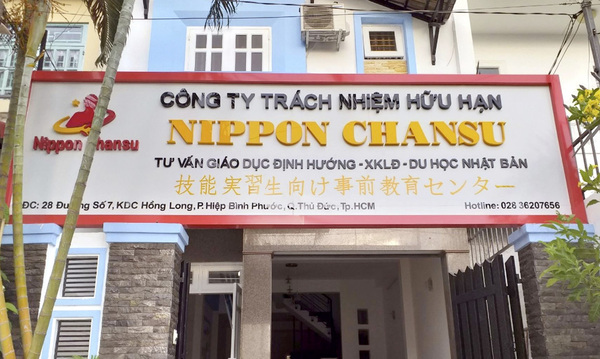 CÔNG TY TRÁCH NHIỆM HỮU HẠN
Nippon Chansu
NIPPON CHANSU
TƯ VẤN GIÁO DỤC ĐỊNH HƯỚNG - XKLĐ - DU HỌC NHẬT BẢN
技能実習生向け事前教育センター
ĐC: 28 Đường Số 7, KDC Hồng Long, P. Hiệp Bình Phước, Q. Thủ Đức, Tp.HCM
Hotline: 028 36207656